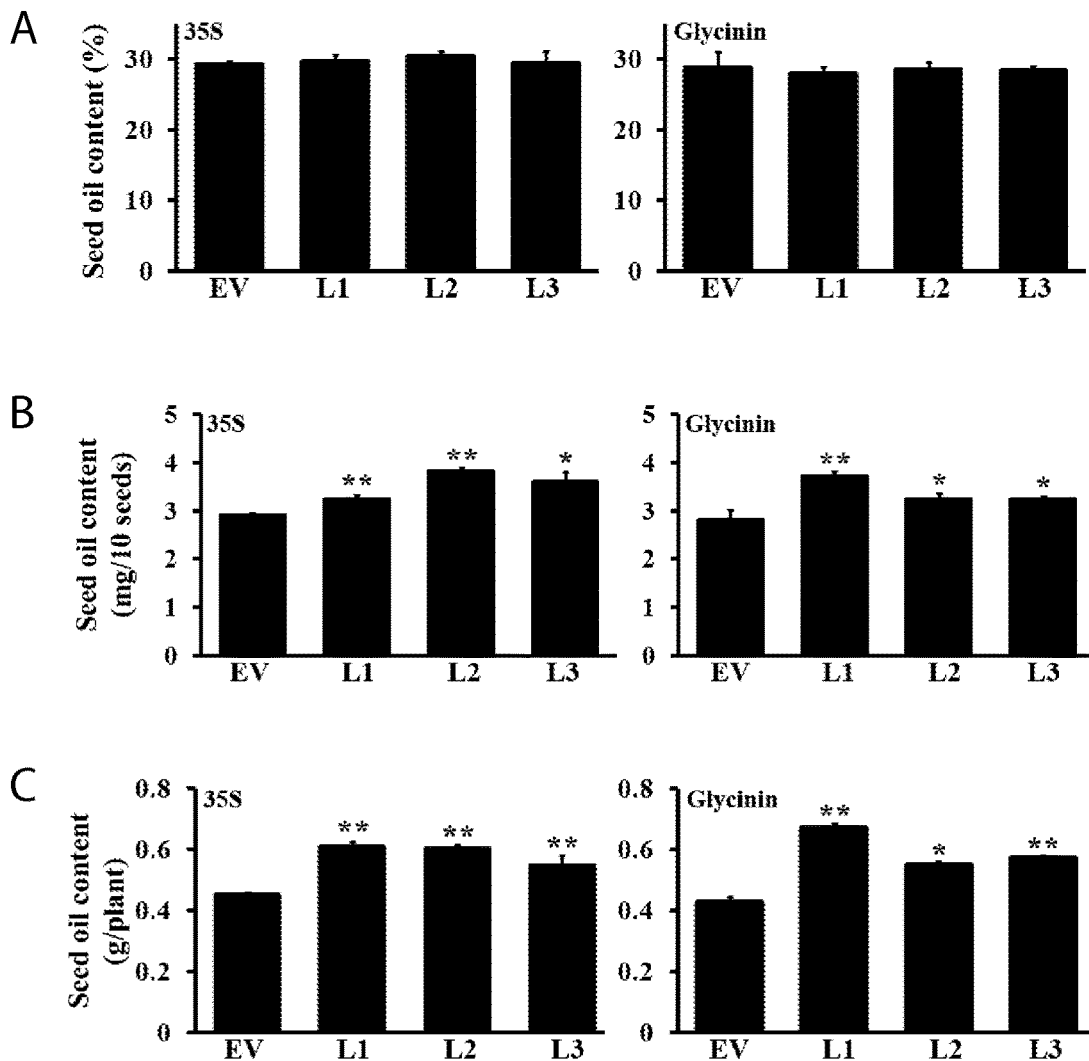 A
Seed oil content (%)
35S
30
20
10
0
EV L1 L2 L3
Glycinin
30
20
10
0
EV L1 L2 L3
B
Seed oil content
(mg/10 seeds)
35S
5
4
3
2
1
0
** ** *
EV L1 L2 L3
Glycinin
5
4
3
2
1
0
** * *
EV L1 L2 L3
C
Seed oil content
(g/plant)
35S
0.8
0.6
0.4
0.2
0
** ** **
EV L1 L2 L3
Glycinin
0.8
0.6
0.4
0.2
0
** * **
EV L1 L2 L3